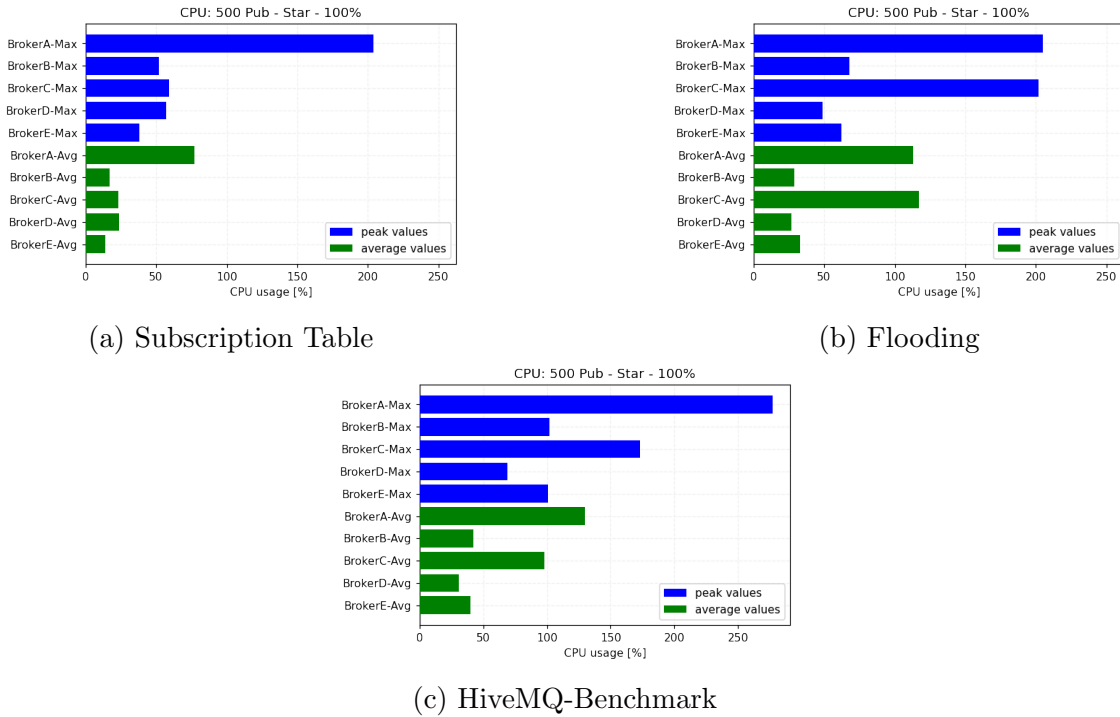 CPU: 500 Pub - Star - 100%
BrokerA-Max
BrokerB-Max
BrokerC-Max
BrokerD-Max
BrokerE-Max
BrokerA-Avg
BrokerB-Avg
BrokerC-Avg
BrokerD-Avg
BrokerE-Avg
peak values
average values
0 50 100 150 200 250
CPU usage [%]
(a) Subscription Table
CPU: 500 Pub - Star - 100%
BrokerA-Max
BrokerB-Max
BrokerC-Max
BrokerD-Max
BrokerE-Max
BrokerA-Avg
BrokerB-Avg
BrokerC-Avg
BrokerD-Avg
BrokerE-Avg
peak values
average values
0 50 100 150 200 250
CPU usage [%]
(b) Flooding
CPU: 500 Pub - Star - 100%
BrokerA-Max
BrokerB-Max
BrokerC-Max
BrokerD-Max
BrokerE-Max
BrokerA-Avg
BrokerB-Avg
BrokerC-Avg
BrokerD-Avg
BrokerE-Avg
peak values
average values
0 50 100 150 200 250
CPU usage [%]
(c) HiveMQ-Benchmark